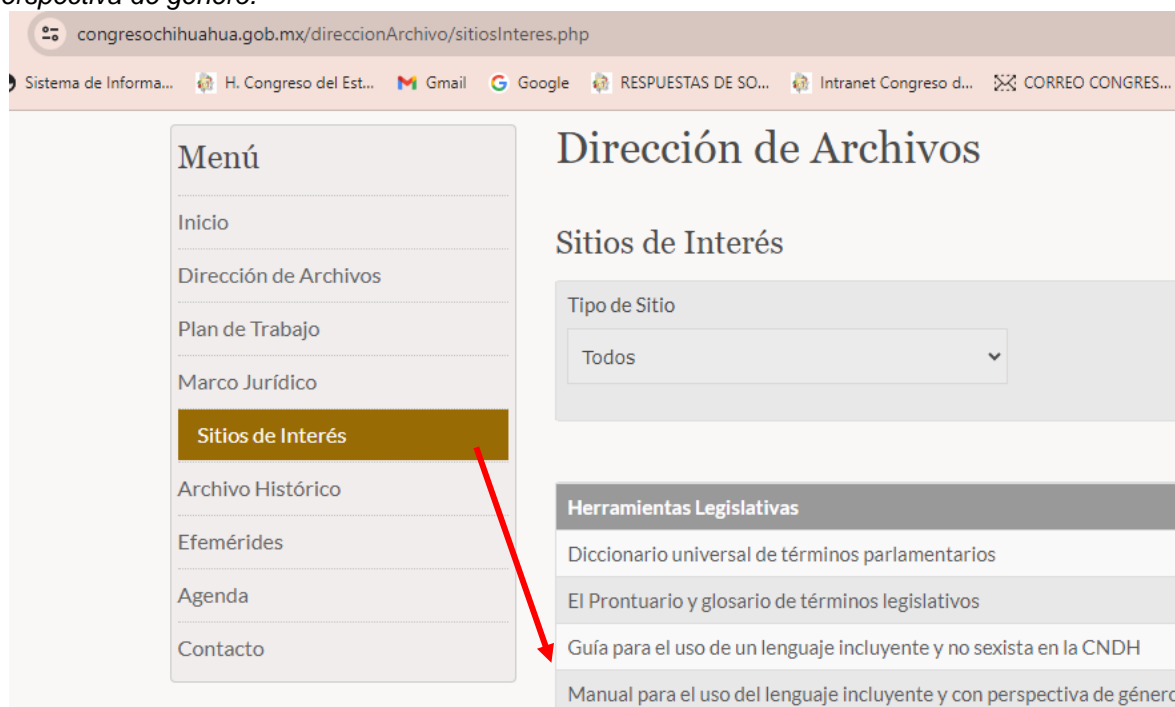 erspectiva de género.
congresochihuahua.gob.mx/direccionArchivo/sitiosInteres.php
Sistema de Informa... H. Congreso del Est... Gmail Google RESPUESTAS DE SO... Intranet Congreso d... CORREO CONGRES...
Menú
Inicio
Dirección de Archivos
Plan de Trabajo
Marco Jurídico
Sitios de Interés
Archivo Histórico
Efemérides
Agenda
Contacto
Dirección de Archivos
Sitios de Interés
Tipo de Sitio
Todos
Herramientas Legislativas
Diccionario universal de términos parlamentarios
El Prontuario y glosario de términos legislativos
Guía para el uso de un lenguaje incluyente y no sexista en la CNDH
Manual para el uso del lenguaje incluyente y con perspectiva de género